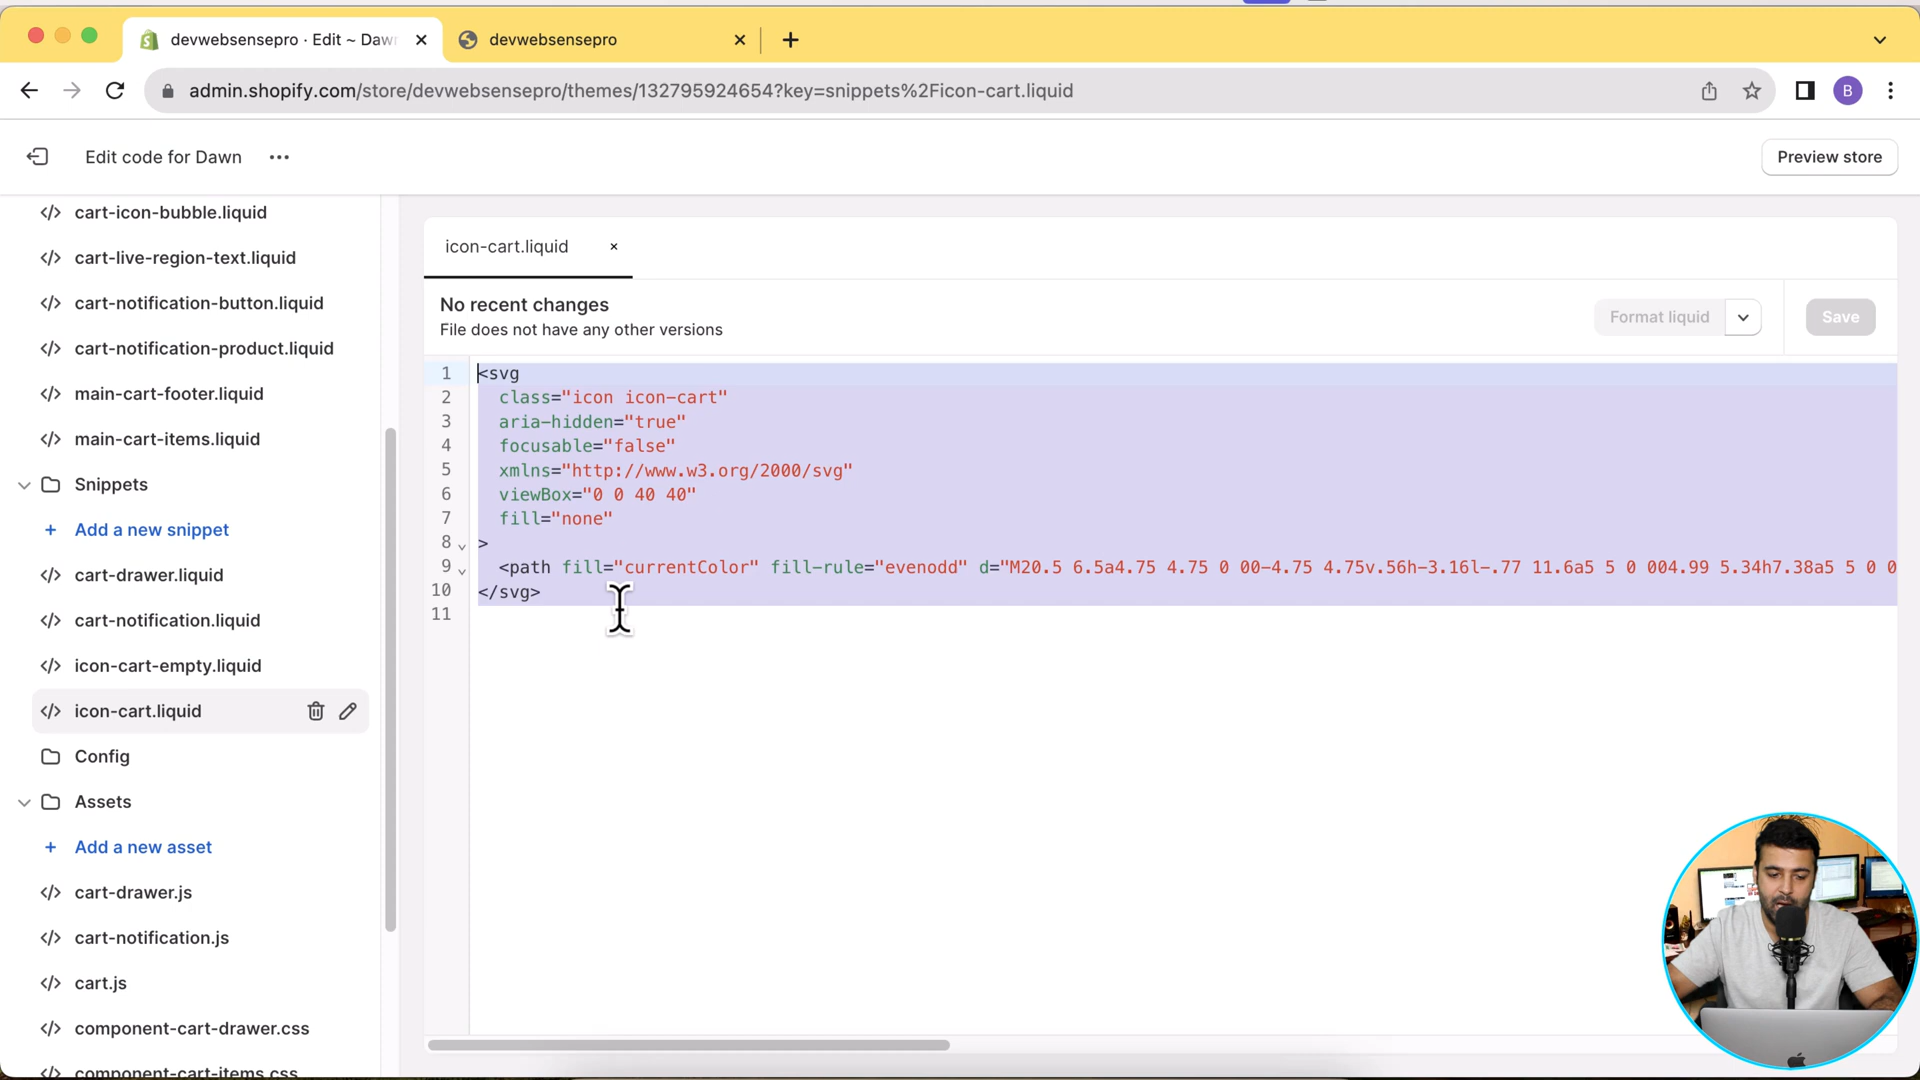 devwebsensepro · Edit ~ Daw
devwebsensepro
admin.shopify.com/store/devwebsensepro/themes/132795924654?key=snippets%2Ficon-cart.liquid
B
Edit code for Dawn
Preview store
cart-icon-bubble.liquid
cart-live-region-text.liquid
cart-notification-button.liquid
cart-notification-product.liquid
main-cart-footer.liquid
main-cart-items.liquid
Snippets
+ Add a new snippet
cart-drawer.liquid
cart-notification.liquid
icon-cart-empty.liquid
icon-cart.liquid
Config
Assets
+ Add a new asset
cart-drawer.js
cart-notification.js
cart.js
component-cart-drawer.css
component-cart-items.css
icon-cart.liquid
No recent changes
File does not have any other versions
Format liquid
Save
1 <svg
2 class="icon icon-cart"
3 aria-hidden="true"
4 focusable="false"
5 xmlns="http://www.w3.org/2000/svg"
6 viewBox="0 0 40 40"
7 fill="none"
8 >
9 <path fill="currentColor" fill-rule="evenodd" d="M20.5 6.5a4.75 4.75 0 00-4.75 4.75v.56h-3.16l-.77 11.6a5 5 0 004.99 5.34h7.38a5 5 0 0
10 </svg>
11